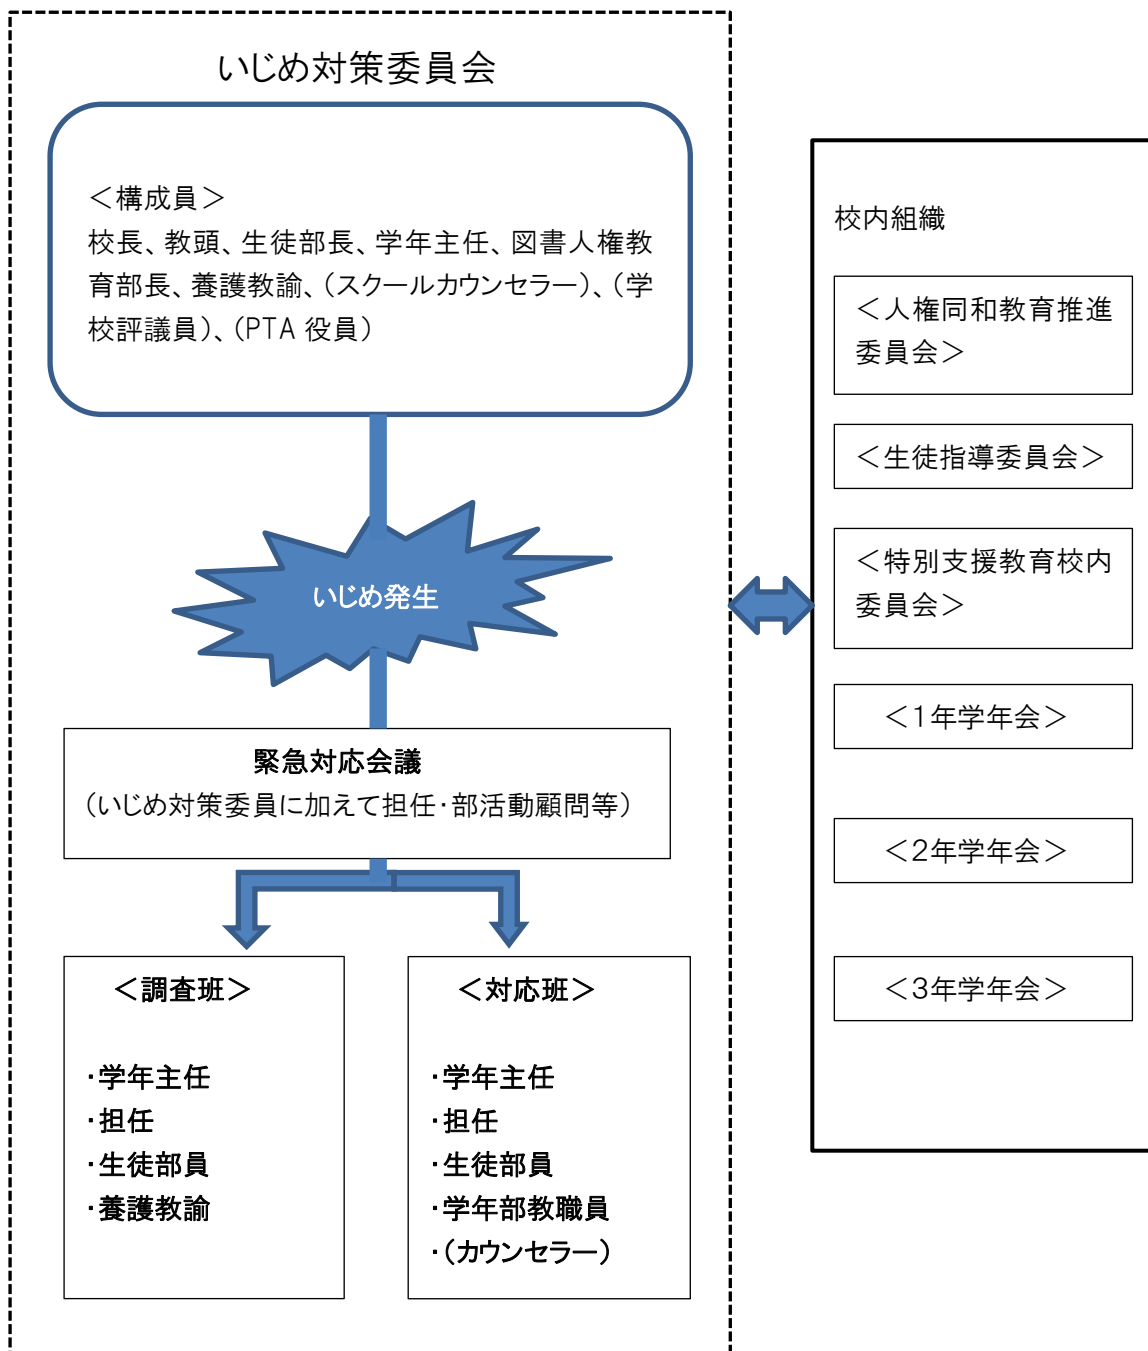 いじめ対策委員会
＜構成員＞
校長、教頭、生徒部長、学年主任、図書人権教
育部長、養護教諭、（スクールカウンセラー）、（学
校評議員）、（PTA 役員）
いじめ発生
緊急対応会議
（いじめ対策委員に加えて担任・部活動顧問等）
＜調査班＞
・学年主任
・担任
・生徒部員
・養護教諭
＜対応班＞
・学年主任
・担任
・生徒部員
・学年部教職員
・（カウンセラー）
校内組織
＜人権同和教育推進
委員会＞
＜生徒指導委員会＞
＜特別支援教育校内
委員会＞
＜1年学年会＞
＜2年学年会＞
＜3年学年会＞